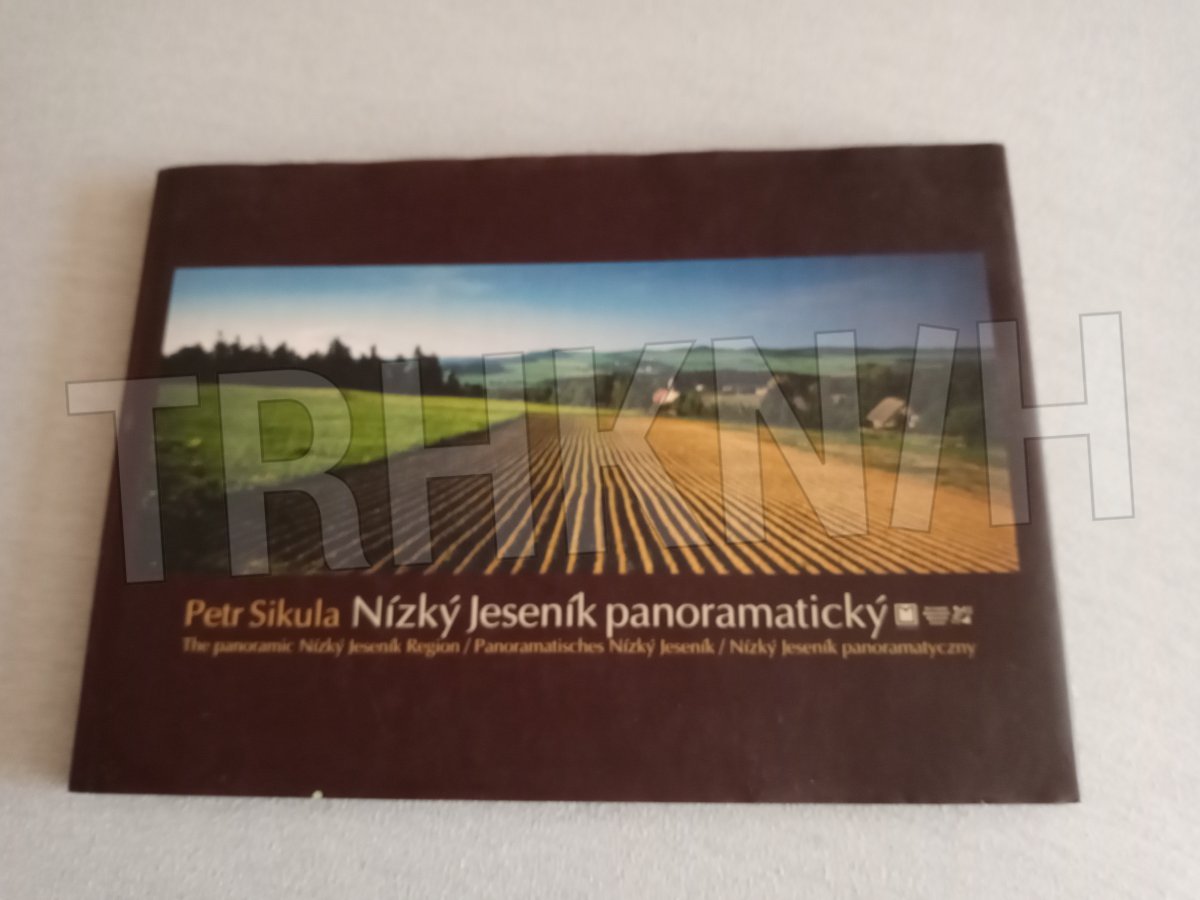 TRHKNIH
Petr Sikula Nízký Jeseník panoramatický
The panoramic Nízký Jeseník Region / Panoramatisches Nízký Jeseník / Nízký Jeseník panoramatyczny